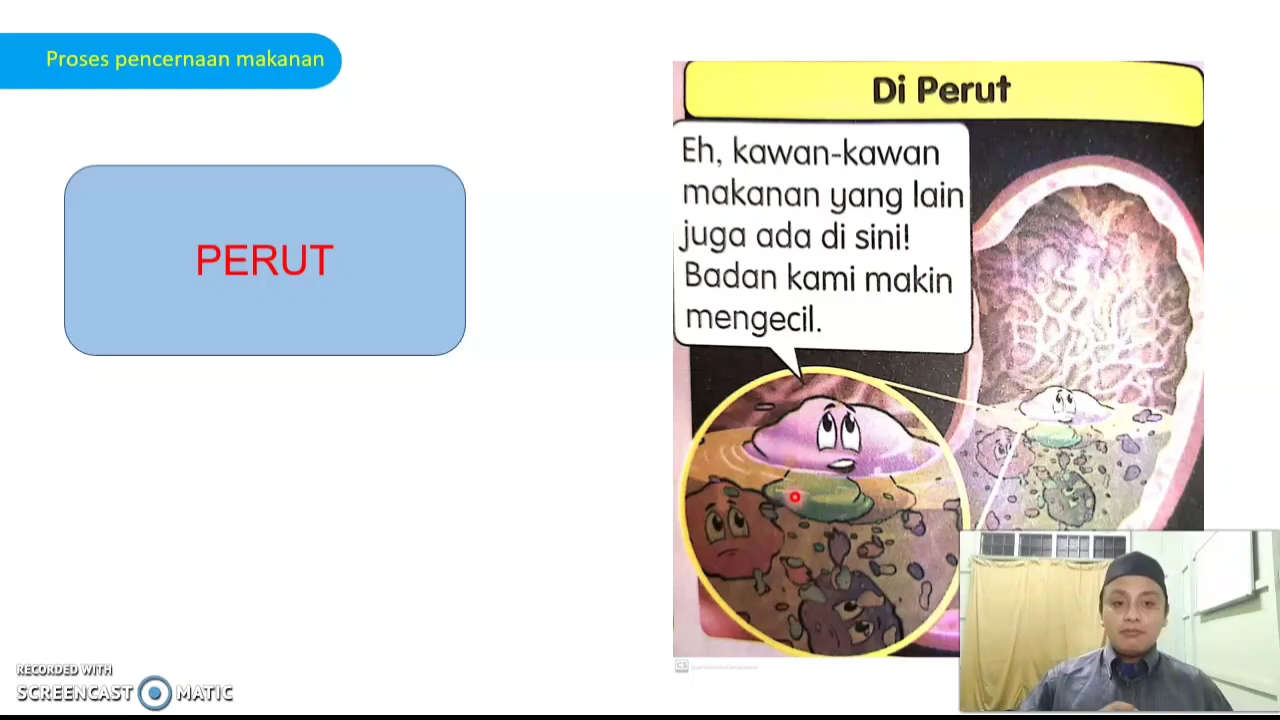 Proses pencernaan makanan
PERUT
Di Perut
Eh, kawan-kawan
makanan yang lain
juga ada di sini!
Badan kami makin
mengecil.
CS
RECORDED WITH
SCREENCAST MATIC